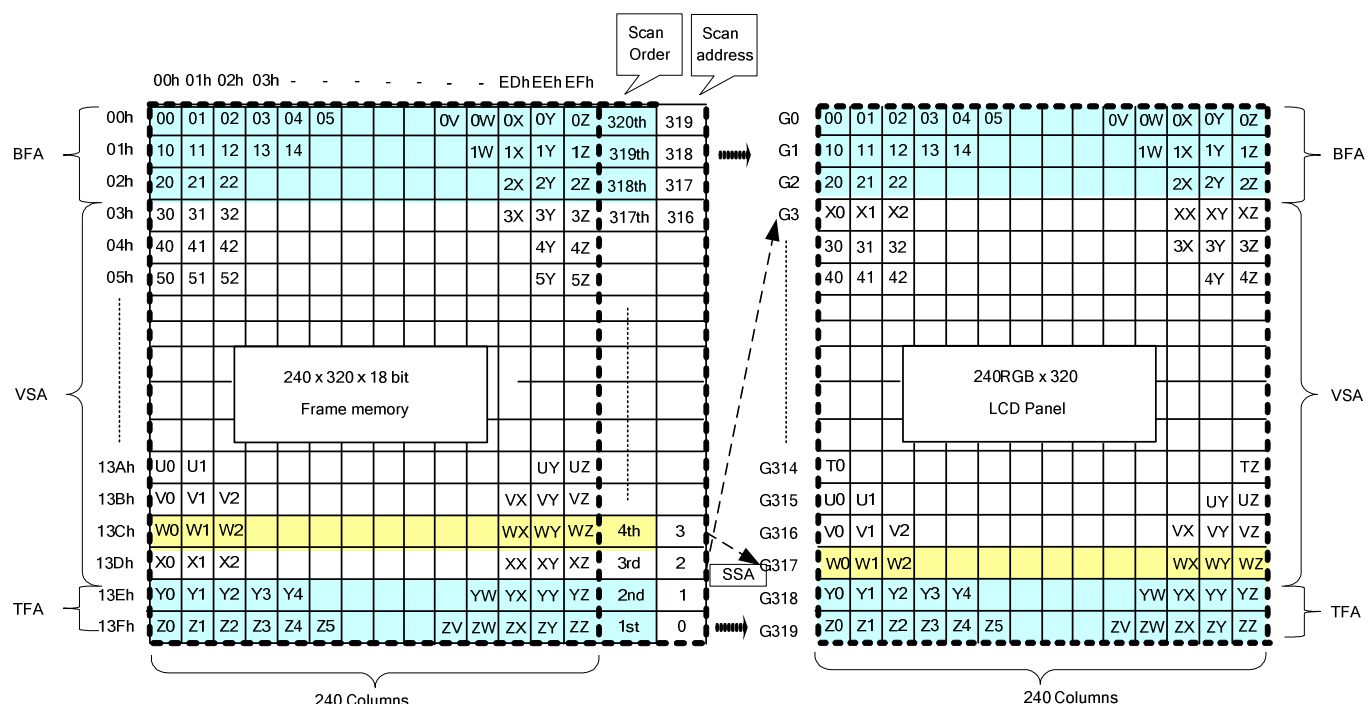 Scan Order
Scan address
00h 01h 02h 03h - - - - - - - EDh EEh EFh
00h 00 01 02 03 04 05 0V 0W 0X 0Y 0Z 320th 319
01h 10 11 12 13 14 1W 1X 1Y 1Z 319th 318
02h 20 21 22 2X 2Y 2Z 318th 317
03h 30 31 32 3X 3Y 3Z 317th 316
04h 40 41 42 4Y 4Z
05h 50 51 52 5Y 5Z
BFA
VSA
TFA
240 x 320 x 18 bit
Frame memory
13Ah U0 U1 UY UZ
13Bh V0 V1 V2 VX VY VZ
13Ch W0 W1 W2 WX WY WZ 4th 3
13Dh X0 X1 X2 XX XY XZ 3rd 2
13Eh Y0 Y1 Y2 Y3 Y4 YW YX YY YZ 2nd 1
13Fh Z0 Z1 Z2 Z3 Z4 Z5 ZV ZW ZX ZY ZZ 1st 0
240 Columns
SSA
G0 00 01 02 03 04 05 0V 0W 0X 0Y 0Z
G1 10 11 12 13 14 1W 1X 1Y 1Z
G2 20 21 22 2X 2Y 2Z
G3 X0 X1 X2 XX XY XZ
30 31 32 3X 3Y 3Z
40 41 42 4Y 4Z
240RGB x 320
LCD Panel
G314 T0 TZ
G315 U0 U1 UY UZ
G316 V0 V1 V2 VX VY VZ
G317 W0 W1 W2 WX WY WZ
G318 Y0 Y1 Y2 Y3 Y4 YW YX YY YZ
G319 Z0 Z1 Z2 Z3 Z4 Z5 ZV ZW ZX ZY ZZ
BFA
VSA
TFA
240 Columns